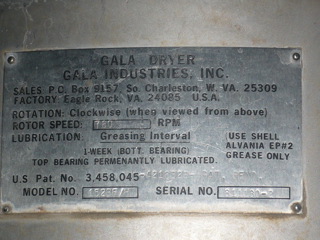 GALA DRYER
GALA INDUSTRIES, INC.
SALES P.C. Box 9157, So. Charleston, W. VA. 25309
FACTORY: Eagle Rock, VA. 24085 U.S.A.
ROTATION: Clockwise (when viewed from above)
ROTOR SPEED: RPM
LUBRICATION: Greasing Interval USE SHELL
1-WEEK (BOTT. BEARING) ALVANIA EP#2
TOP BEARING PERMENANTLU LUBRICATED. GREASE ONLY
U.S. Pat. No. 3,458,045
MODEL NO. SERIAL NO.